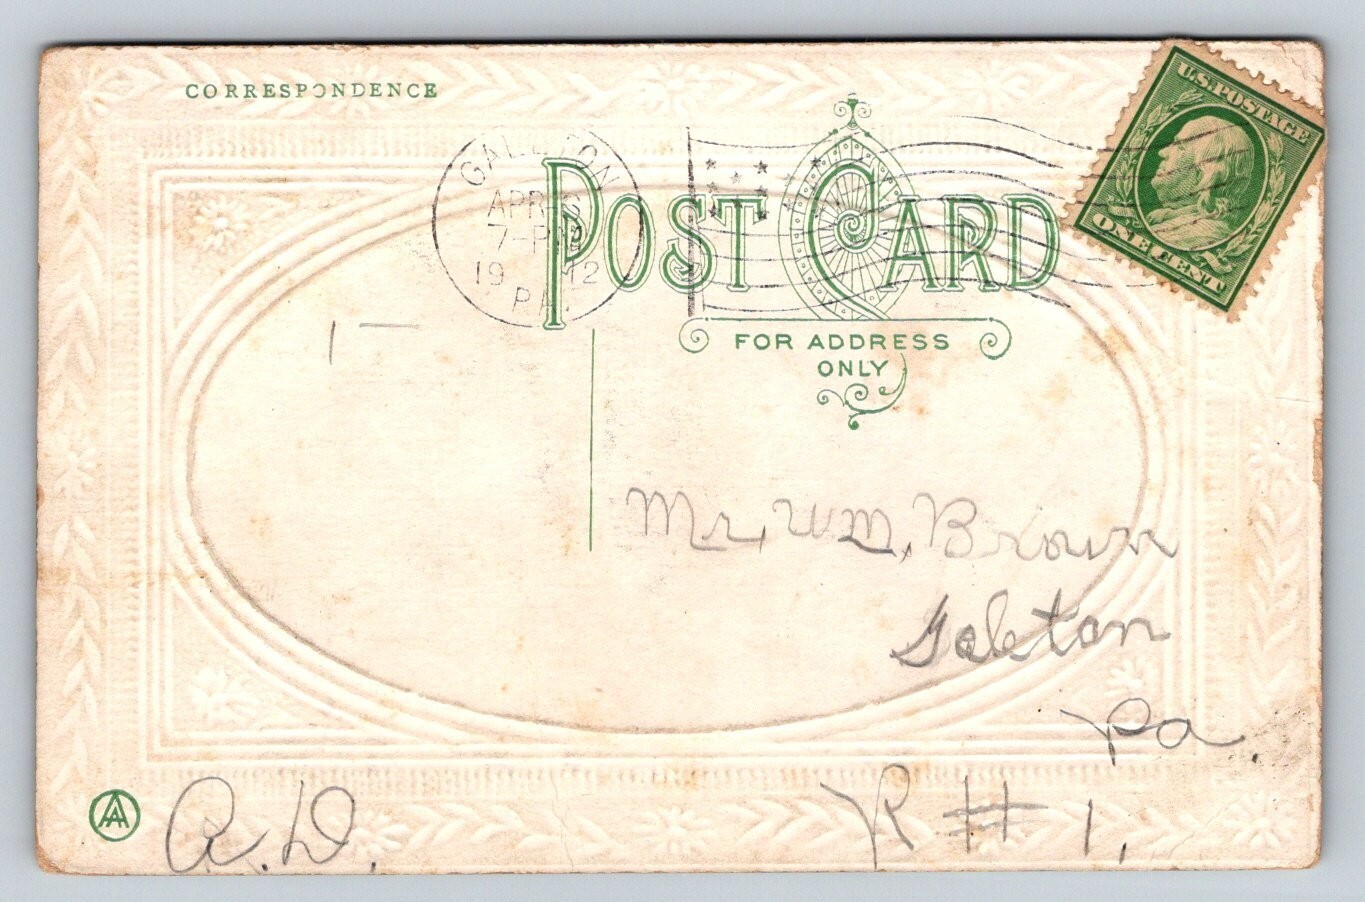 CORRESPONDENCE
U.S. POSTAGE
ONE CENT
APR
7-PM
19 12
PA.
POST CARD
FOR ADDRESS
ONLY
Mr, WM, Brown
Galeton
Pa.
R # 1,
A.D.